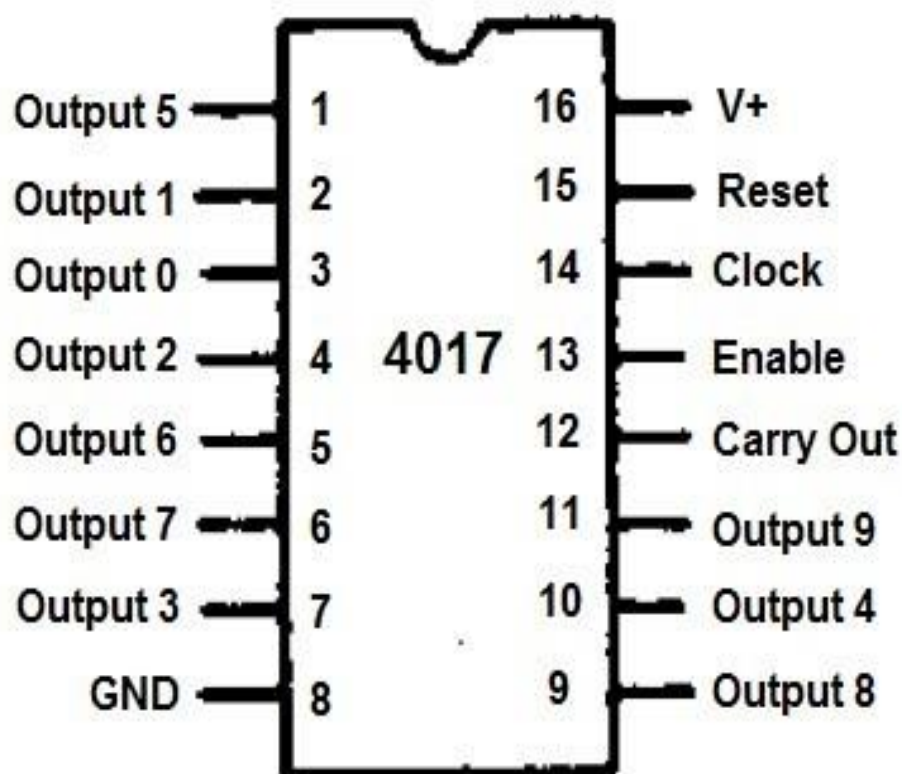 Output 5 1 16 V+
Output 1 2 15 Reset
Output 0 3 14 Clock
Output 2 4 4017 13 Enable
Output 6 5 12 Carry Out
Output 7 6 11 Output 9
Output 3 7 10 Output 4
GND 8 9 Output 8